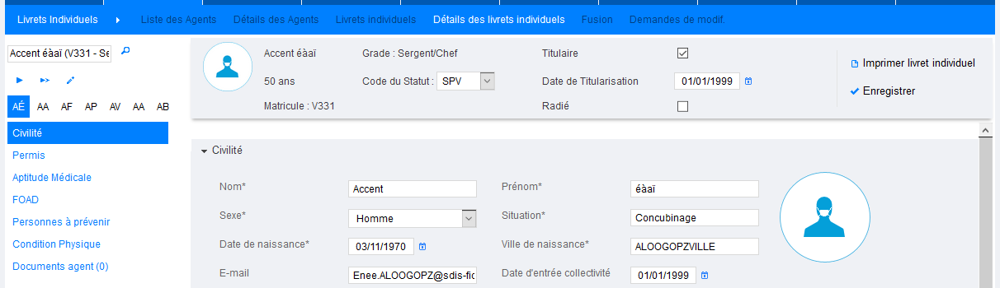 Livrets Individuels Liste des Agents Détails des Agents Livrets individuels Détails des livrets individuels Fusion Demandes de modif.
Accent éàaï (V331 - Se
AÉ AA AF AP AV AA AB
Civilité
Permis
Aptitude Médicale
FOAD
Personnes à prévenir
Condition Physique
Documents agent (0)
Accent éàaï Grade : Sergent/Chef Titulaire
50 ans Code du Statut : SPV Date de Titularisation 01/01/1999
Matricule : V331 Radié
Imprimer livret individuel
Enregistrer
Civilité
Nom* Accent Prénom* éàaï
Sexe* Homme Situation* Concubinage
Date de naissance* 03/11/1970 Ville de naissance* ALOOGOPZVILLE
E-mail Enee.ALOOGOPZ@sdis-fic Date d'entrée collectivité 01/01/1999